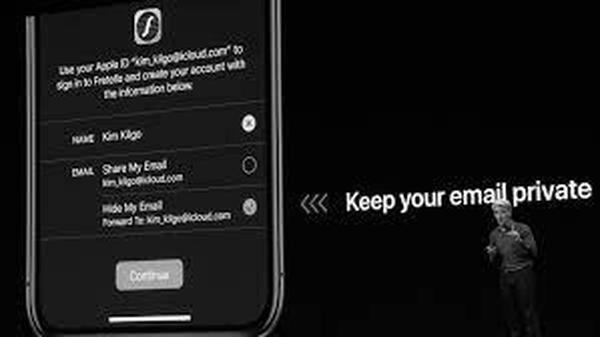 Use your Apple ID "kim_kilgo@icloud.com" to
sign in to Fretello and create your account with
the information below.
NAME Kim Kilgo
EMAIL Share My Email
kim_kilgo@icloud.com
Hide My Email
Forward To: kim_kilgo@icloud.com
Continue
Keep your email private